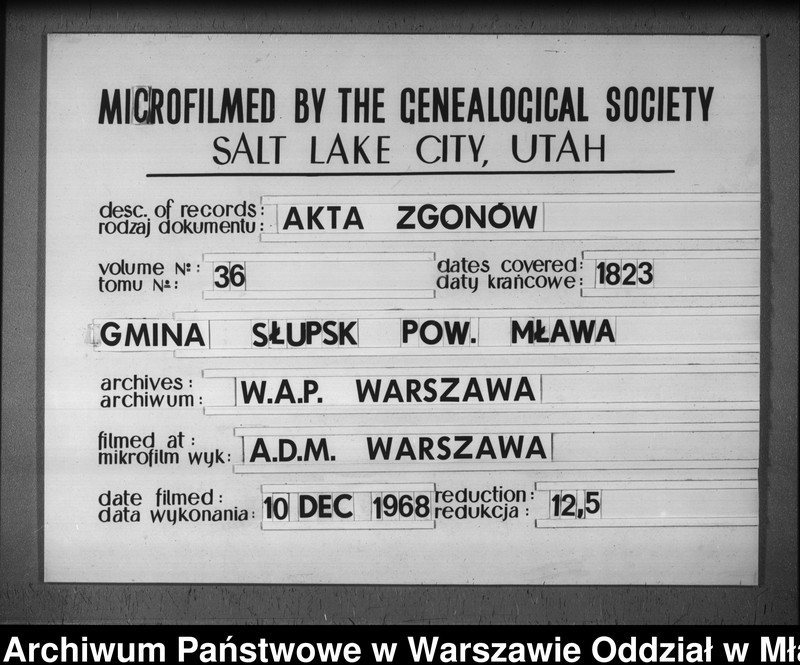 MICROFILMED BY THE GENEALOGICAL SOCIETY
SALT LAKE CITY, UTAH
desc. of records: AKTA ZGONÓW
rodzaj dokumentu:
volume №: 36 dates covered: 1823
tomu №: daty krańcowe:
GMINA SŁUPSK POW. MŁAWA
archives: W.A.P. WARSZAWA
archiwum:
filmed at: A.D.M. WARSZAWA
mikrofilm wyk:
date filmed: 10 DEC 1968 reduction: 12,5
data wykonania: redukcja:
Archiwum Państwowe w Warszawie Oddział w